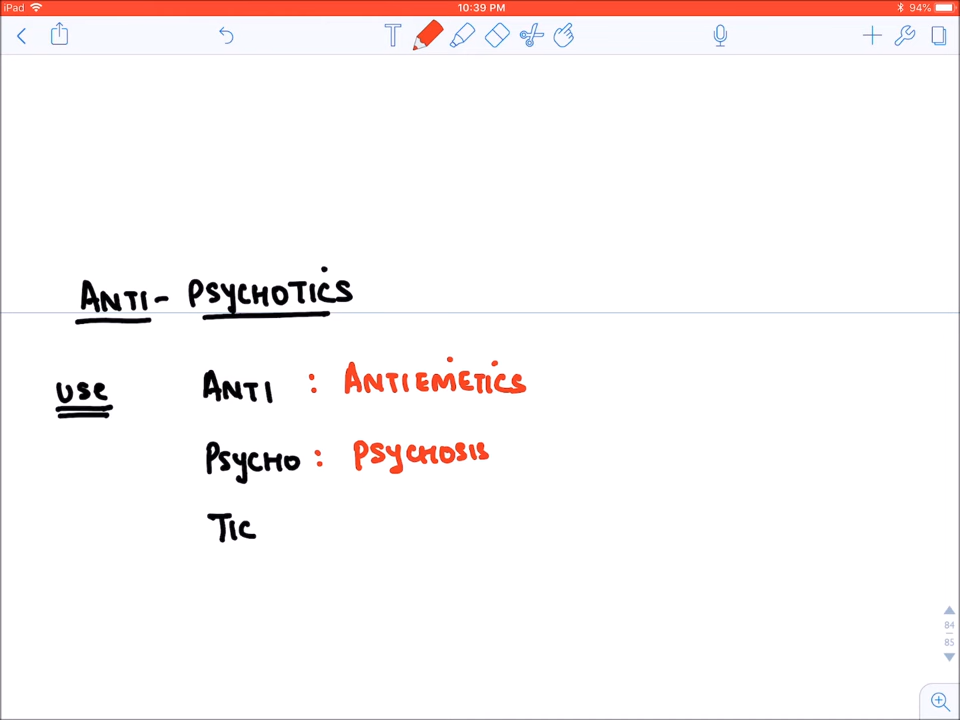 iPad 10:39 PM 94%
T
ANTI- PSYCHOTICS
USE ANTI : ANTIEMETICS
PSYCHO : PSYCHOSIS
TIC
84
85